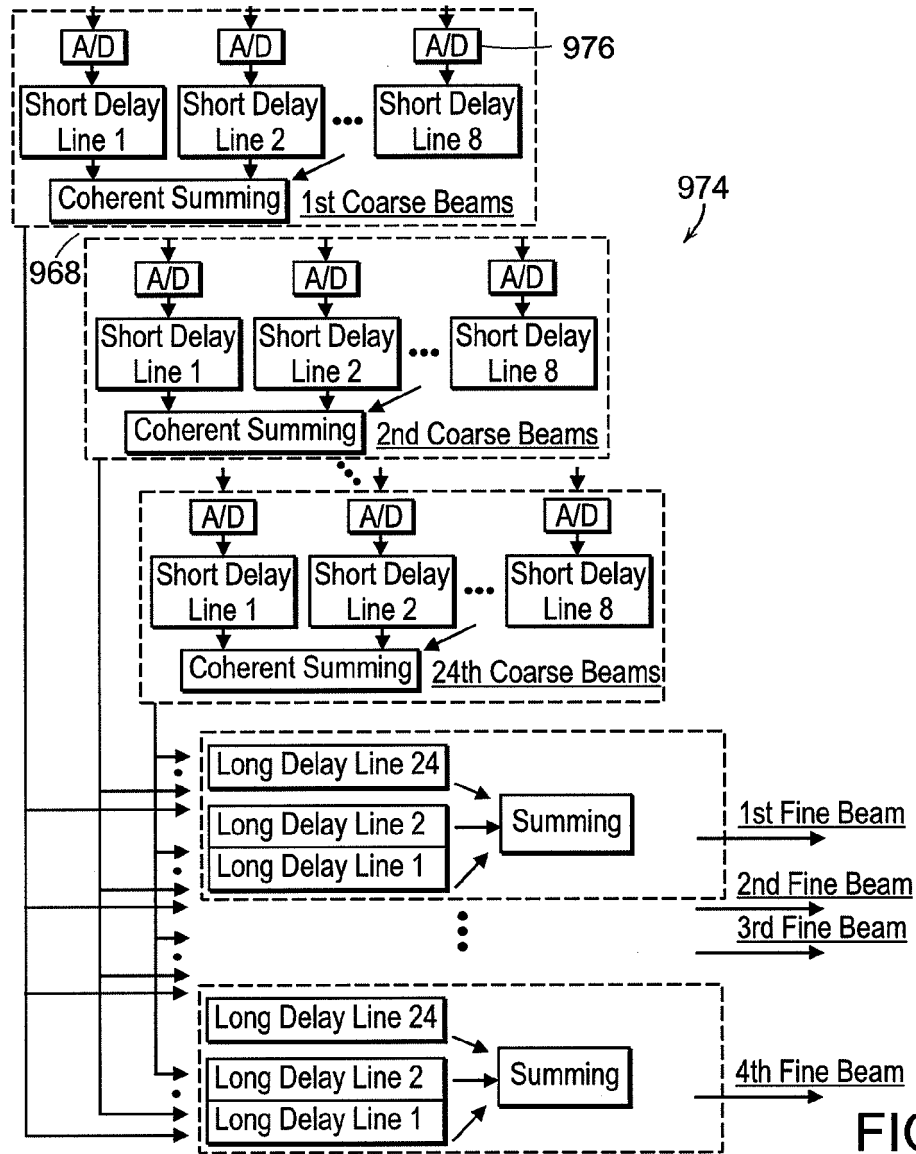 A/D A/D A/D 976
Short Delay Line 1
Short Delay Line 2
•••
Short Delay Line 8
Coherent Summing
1st Coarse Beams
974
968
A/D A/D A/D
Short Delay Line 1
Short Delay Line 2
•••
Short Delay Line 8
Coherent Summing
2nd Coarse Beams
A/D A/D A/D
Short Delay Line 1
Short Delay Line 2
•••
Short Delay Line 8
Coherent Summing
24th Coarse Beams
Long Delay Line 24
Long Delay Line 2
Long Delay Line 1
Summing
1st Fine Beam
2nd Fine Beam
3rd Fine Beam
Long Delay Line 24
Long Delay Line 2
Long Delay Line 1
Summing
4th Fine Beam